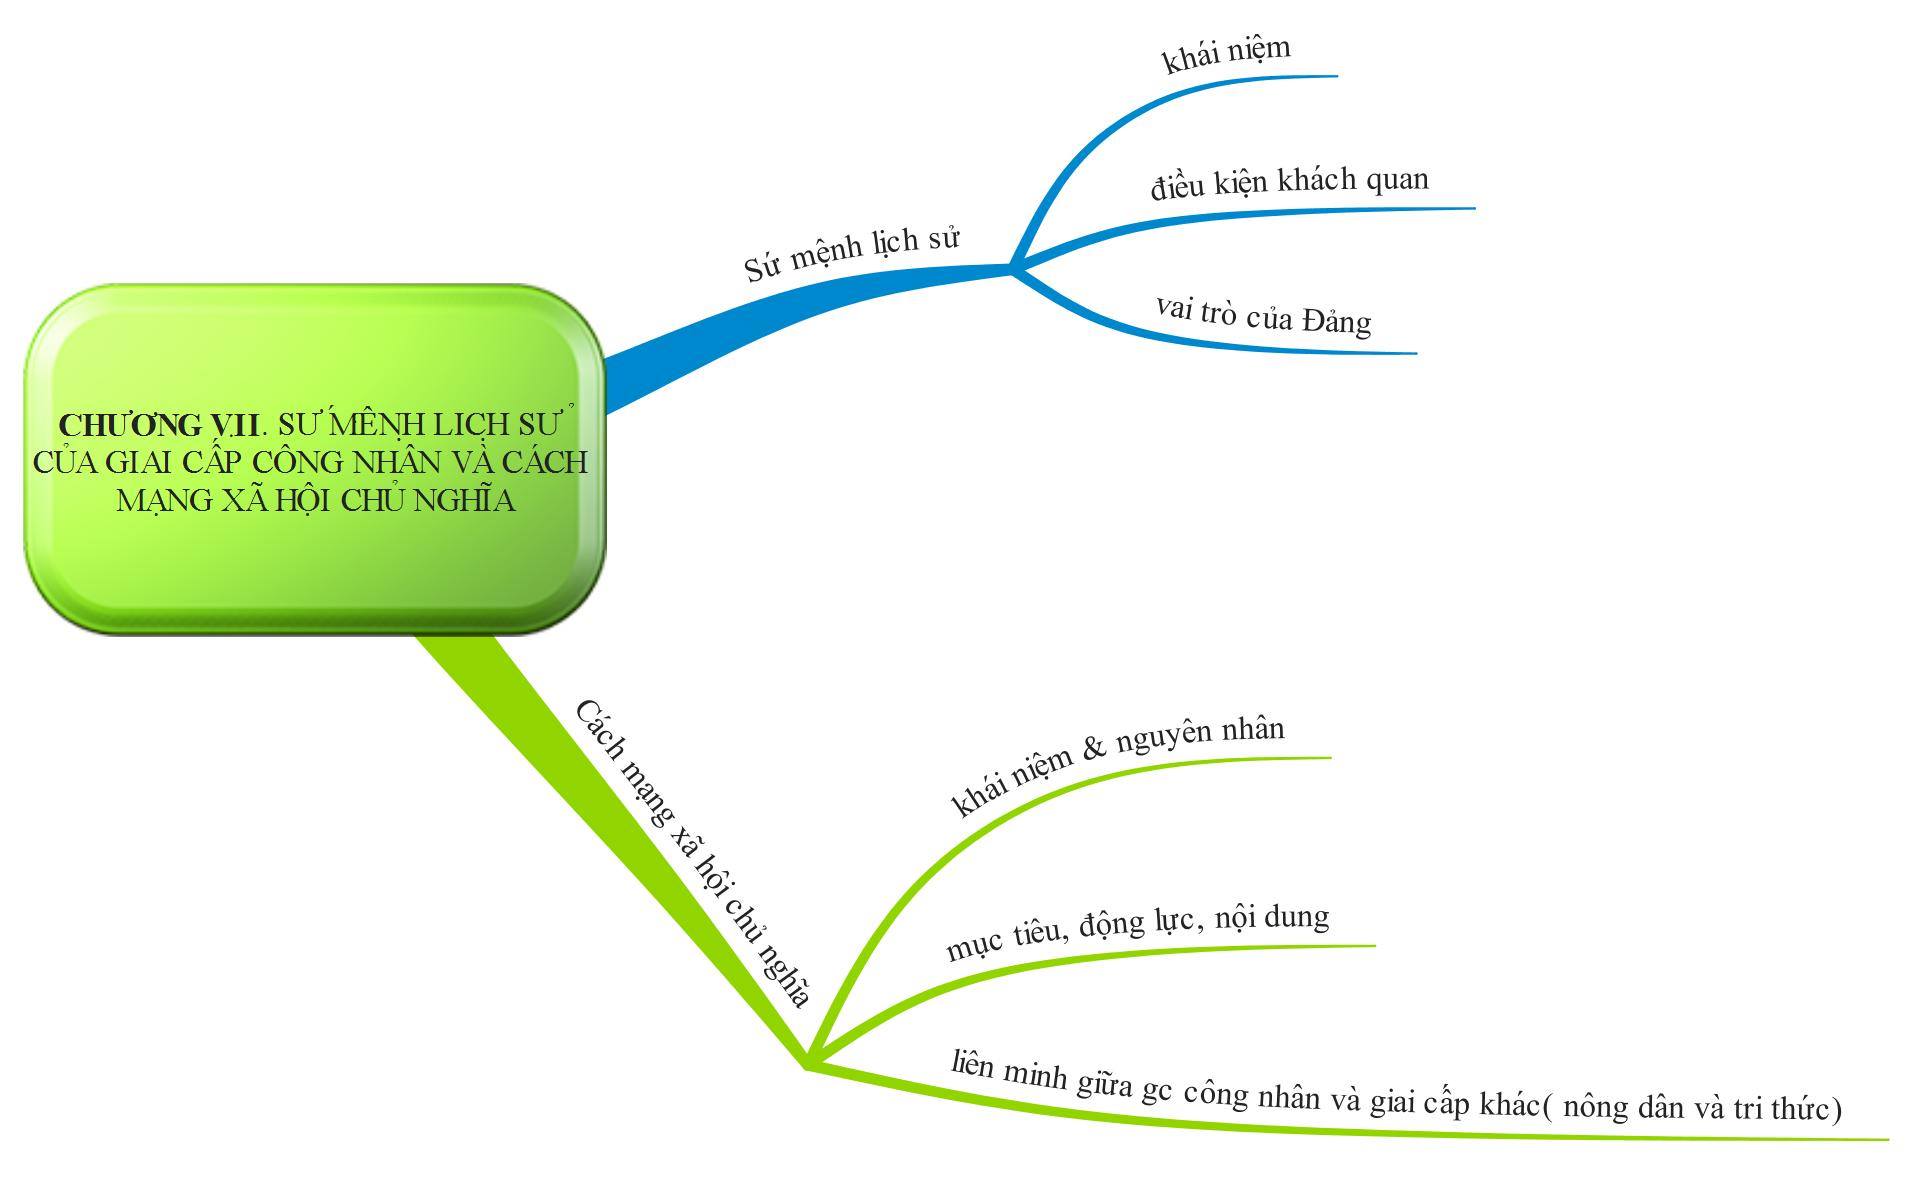 CHƯƠNG VII. SỨ MỆNH LỊCH SỬ
CỦA GIAI CẤP CÔNG NHÂN VÀ CÁCH
MẠNG XÃ HỘI CHỦ NGHĨA
Sứ mệnh lịch sử
khái niệm
điều kiện khách quan
vai trò của Đảng
Cách mạng xã hội chủ nghĩa
khái niệm & nguyên nhân
mục tiêu, động lực, nội dung
liên minh giữa gc công nhân và giai cấp khác( nông dân và tri thức)